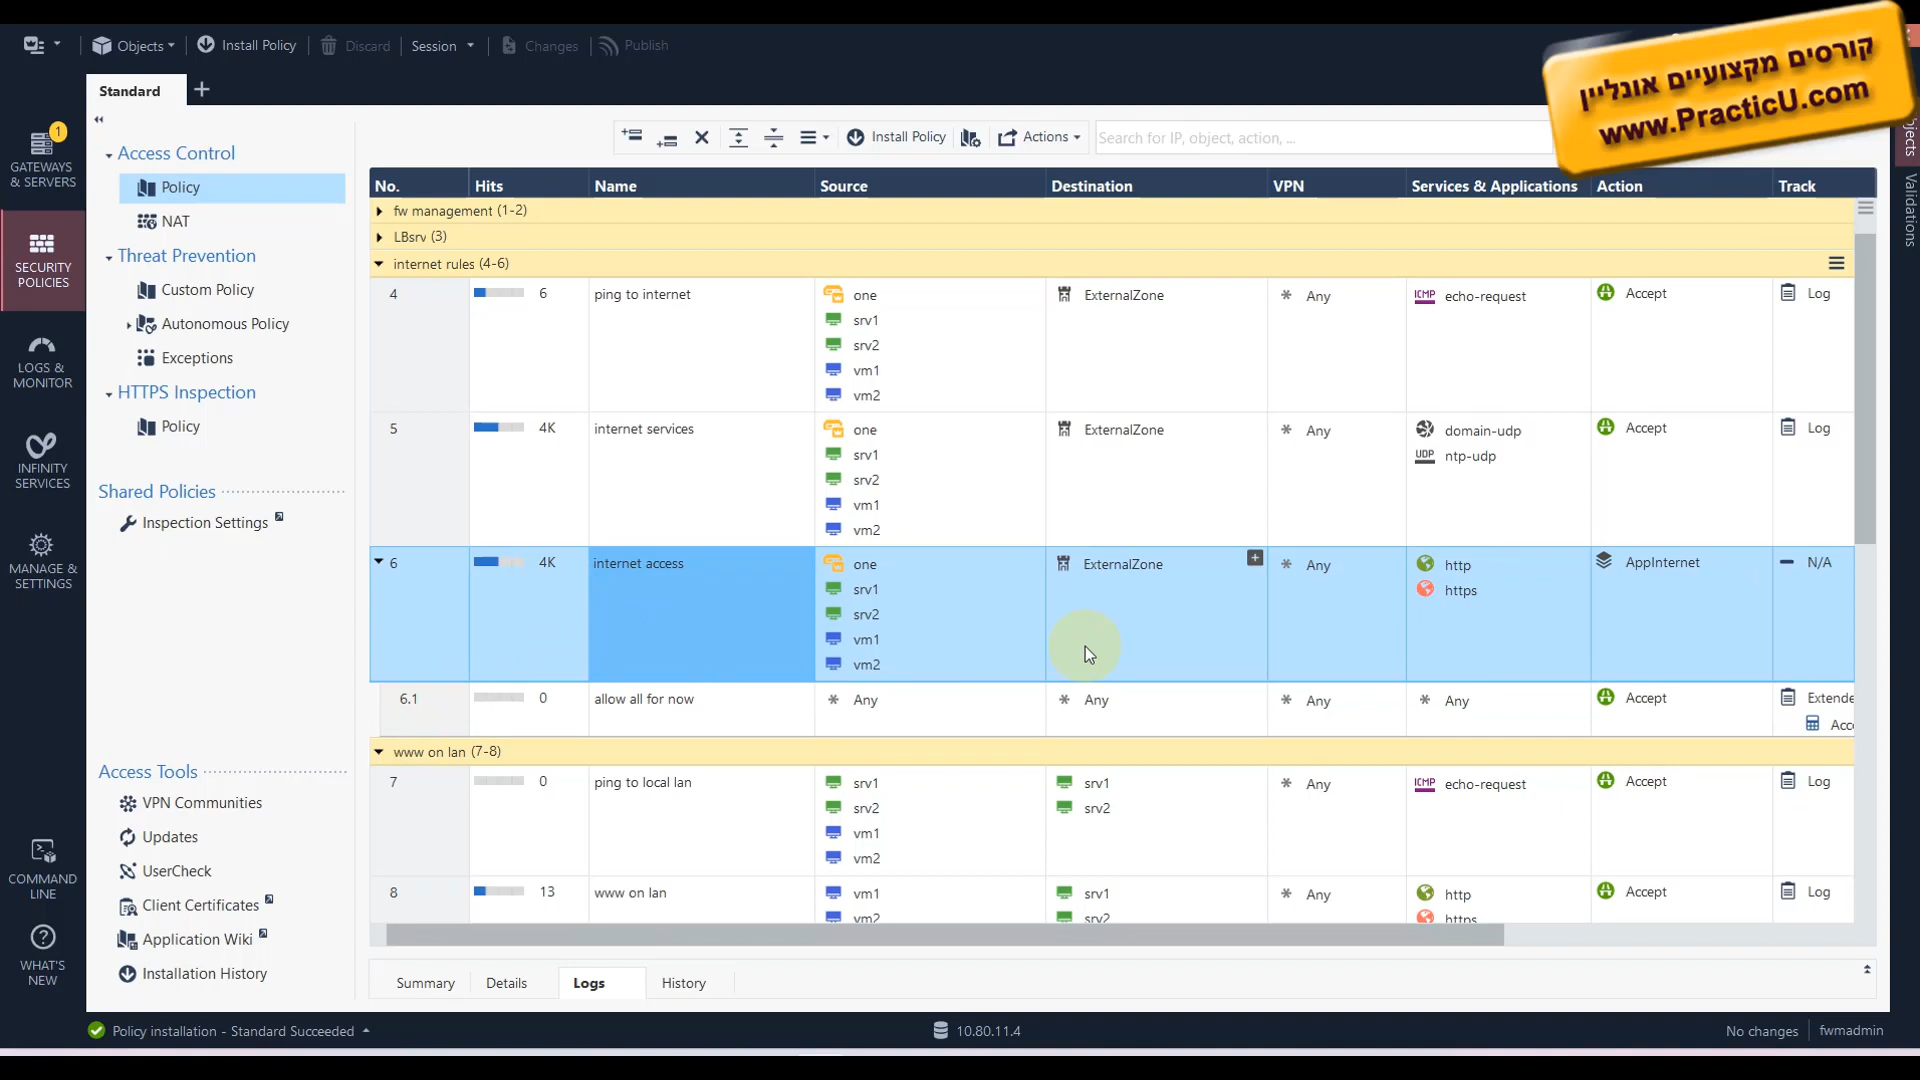 Objects
Install Policy
Discard
Session
Changes
Publish
קורסים מקצועיים אונליין
www.PracticU.com
Standard
1
GATEWAYS
& SERVERS
SECURITY
POLICIES
LOGS &
MONITOR
INFINITY
SERVICES
MANAGE &
SETTINGS
COMMAND
LINE
WHAT'S
NEW
Access Control
Policy
NAT
Threat Prevention
Custom Policy
Autonomous Policy
Exceptions
HTTPS Inspection
Policy
Shared Policies
Inspection Settings
Access Tools
VPN Communities
Updates
UserCheck
Client Certificates
Application Wiki
Installation History
Install Policy
Actions
Search for IP, object, action, ...
No. Hits Name Source Destination VPN Services & Applications Action Track
fw management (1-2)
LBsrv (3)
internet rules (4-6)
4 6 ping to internet one ExternalZone * Any ICMP echo-request Accept Log
srv1
srv2
vm1
vm2
5 4K internet services one ExternalZone * Any domain-udp Accept Log
srv1 UDP ntp-udp
srv2
vm1
vm2
6 4K internet access one ExternalZone * Any http AppInternet N/A
srv1 https
srv2
vm1
vm2
6.1 0 allow all for now * Any * Any * Any * Any Accept Extende
Acc
www on lan (7-8)
7 0 ping to local lan srv1 srv1 * Any ICMP echo-request Accept Log
srv2 srv2
vm1
vm2
8 13 www on lan vm1 srv1 * Any http Accept Log
vm2 srv2 https
Summary
Details
Logs
History
Validations
Policy installation - Standard Succeeded
10.80.11.4
No changes
fwmadmin